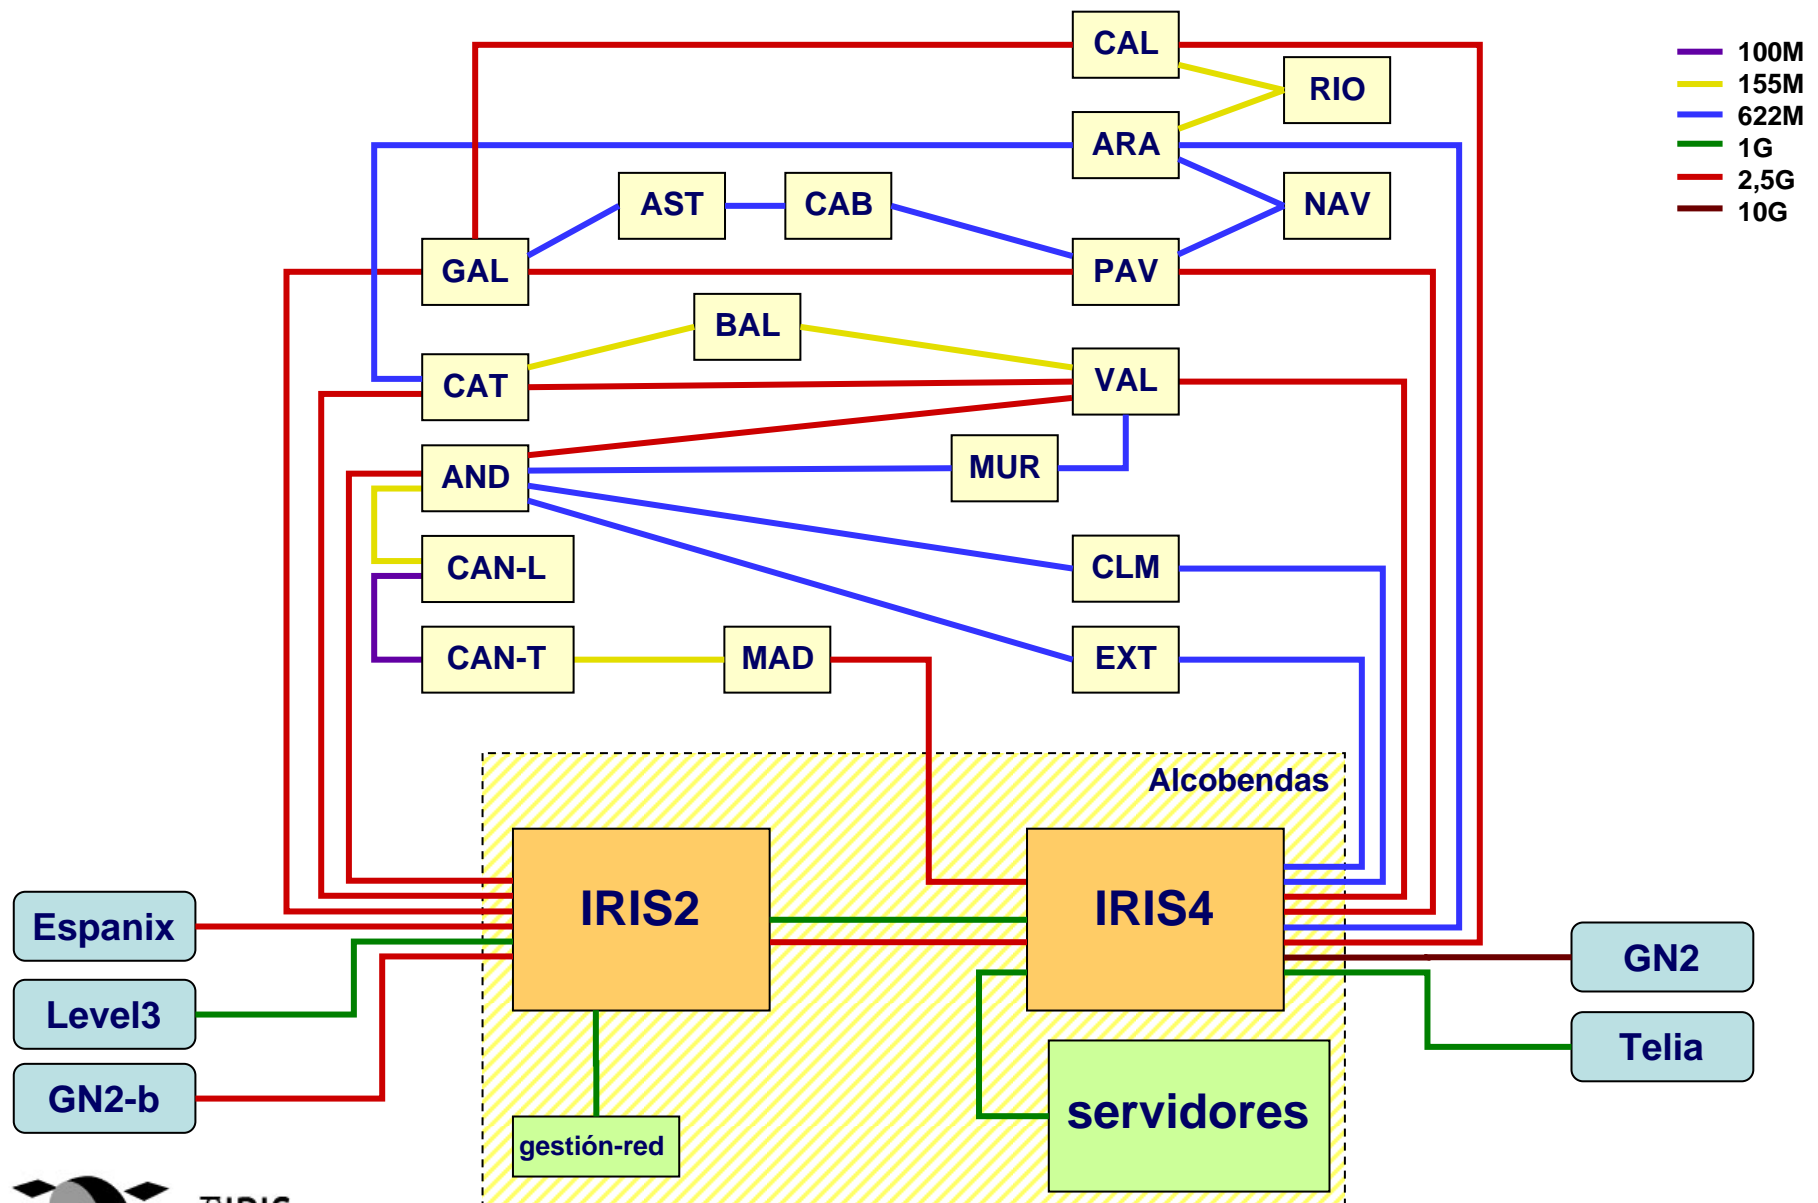 CAL
RIO
ARA
AST
CAB
NAV
GAL
PAV
BAL
CAT
VAL
AND
MUR
CAN-L
CLM
CAN-T
MAD
EXT
100M
155M
622M
1G
2,5G
10G
Alcobendas
IRIS2
IRIS4
Espanix
Level3
GN2-b
GN2
Telia
servidores
gestión-red